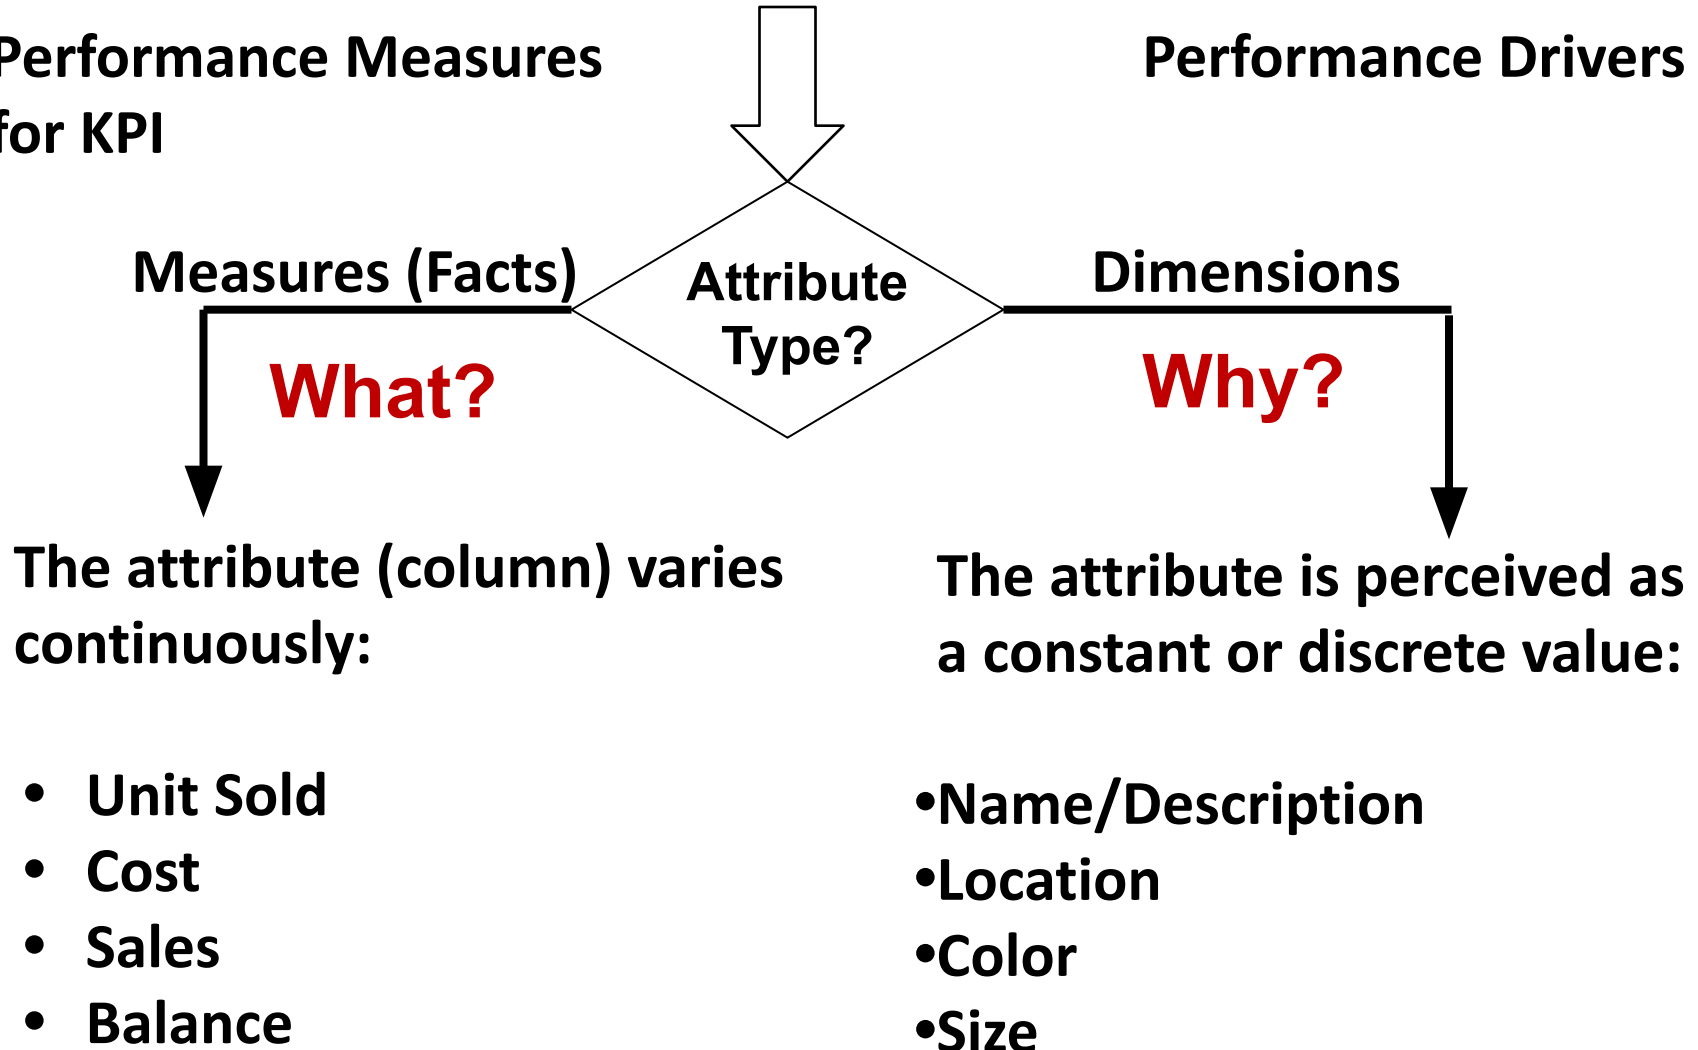 Performance Measures
for KPI
Performance Drivers
Measures (Facts)
Attribute
Type?
Dimensions
What?
Why?
The attribute (column) varies
continuously:
• Unit Sold
• Cost
• Sales
• Balance
The attribute is perceived as
a constant or discrete value:
•Name/Description
•Location
•Color
•Size